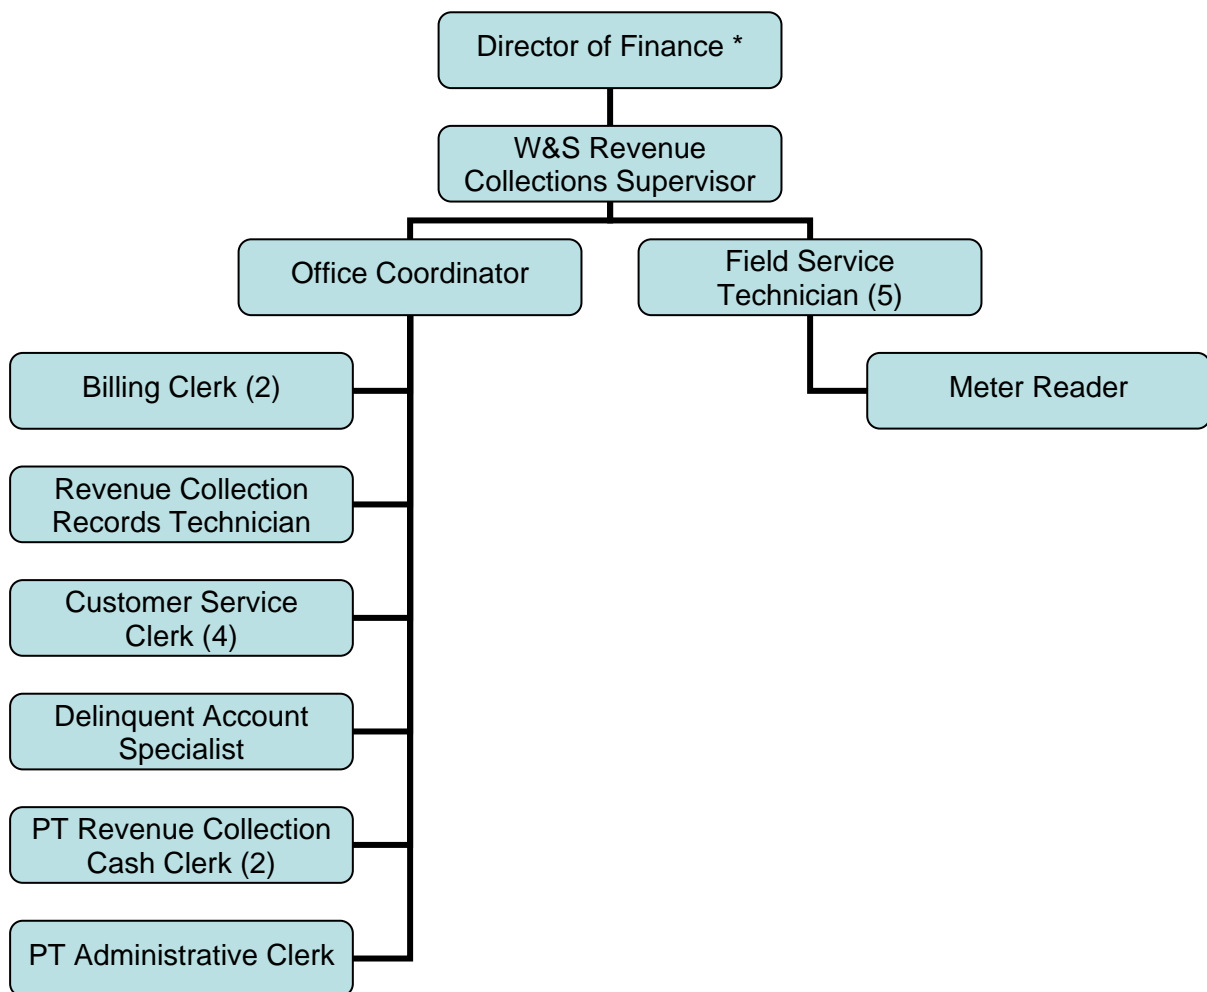 Director of Finance *
W&S Revenue
Collections Supervisor
Office Coordinator
Field Service
Technician (5)
Billing Clerk (2)
Meter Reader
Revenue Collection
Records Technician
Customer Service
Clerk (4)
Delinquent Account
Specialist
PT Revenue Collection
Cash Clerk (2)
PT Administrative Clerk